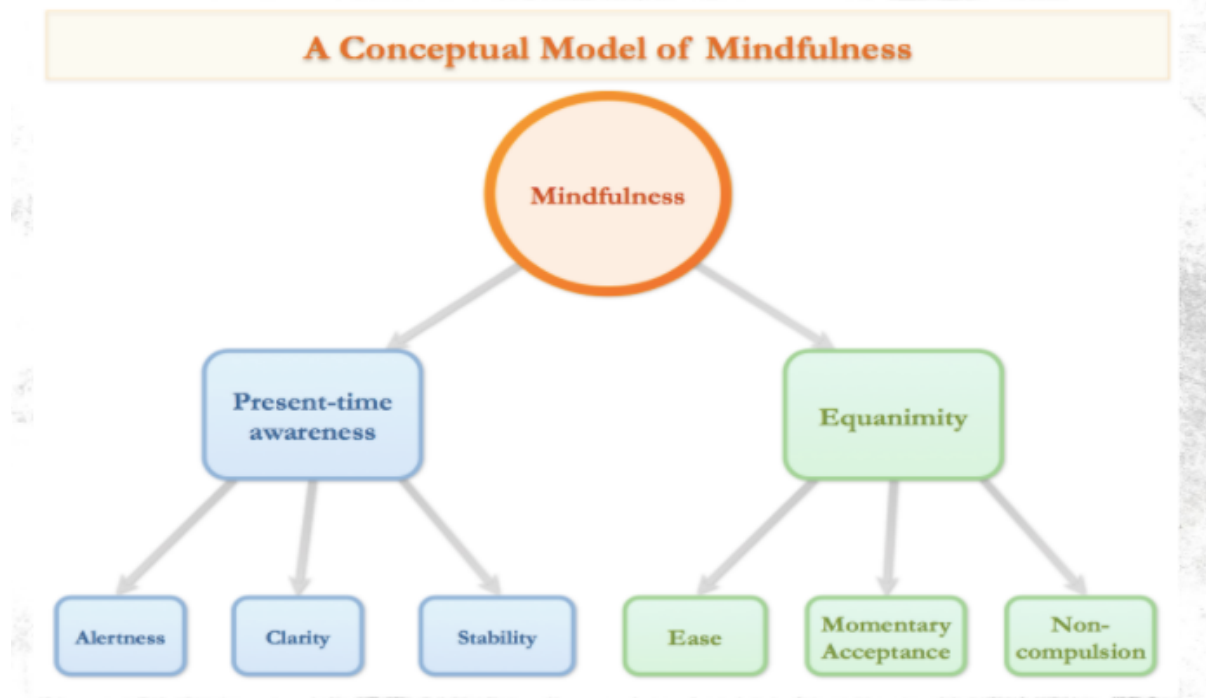 A Conceptual Model of Mindfulness
Mindfulness
Present-time
awareness
Equanimity
Alertness
Clarity
Stability
Ease
Momentary
Acceptance
Non-
compulsion